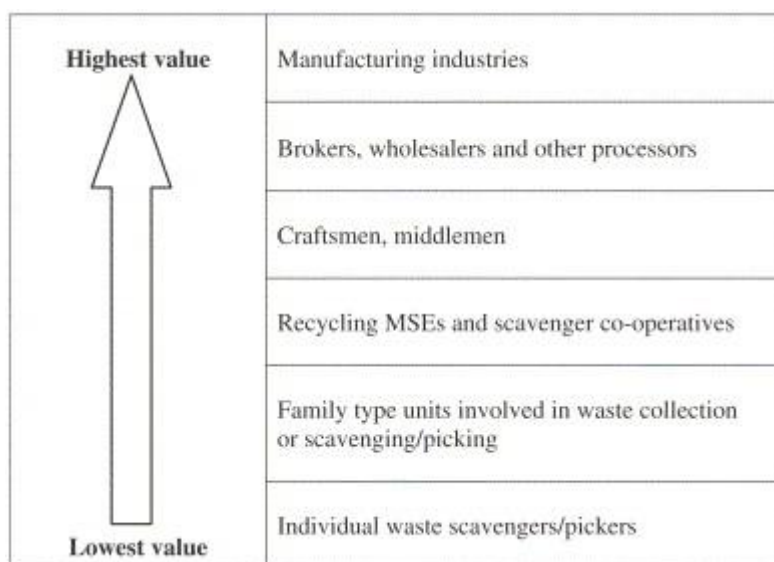 Highest value
Manufacturing industries
Brokers, wholesalers and other processors
Craftsmen, middlemen
Recycling MSEs and scavenger co-operatives
Family type units involved in waste collection
or scavenging/picking
Individual waste scavengers/pickers
Lowest value